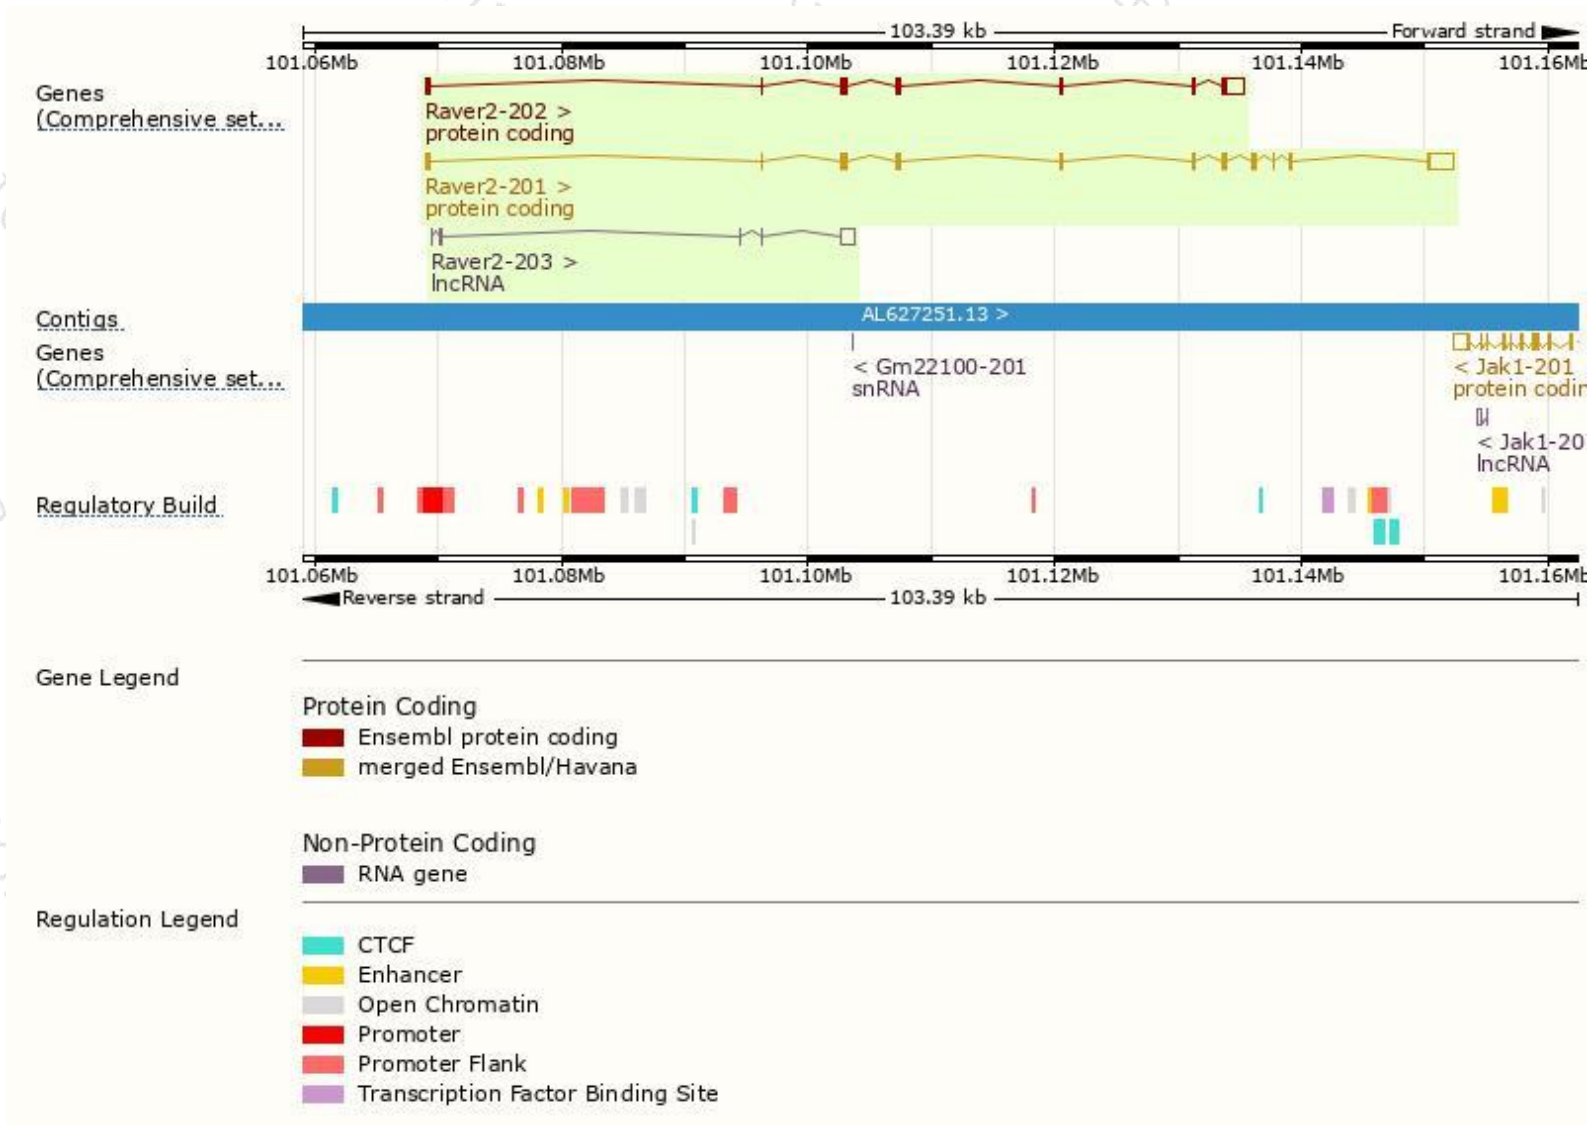 103.39 kb
Forward strand
101.06Mb 101.08Mb 101.10Mb 101.12Mb 101.14Mb 101.16Mb
Genes
(Comprehensive set...
Raver2-202 >
protein coding
Raver2-201 >
protein coding
Raver2-203 >
lncRNA
Contigs
AL627251.13 >
Genes
(Comprehensive set...
< Gm22100-201
snRNA
< Jak1-201
protein codin
< Jak1-20
lncRNA
Regulatory Build
101.06Mb 101.08Mb 101.10Mb 101.12Mb 101.14Mb 101.16Mb
Reverse strand
103.39 kb
Gene Legend
Protein Coding
Ensembl protein coding
merged Ensembl/Havana
Non-Protein Coding
RNA gene
Regulation Legend
CTCF
Enhancer
Open Chromatin
Promoter
Promoter Flank
Transcription Factor Binding Site